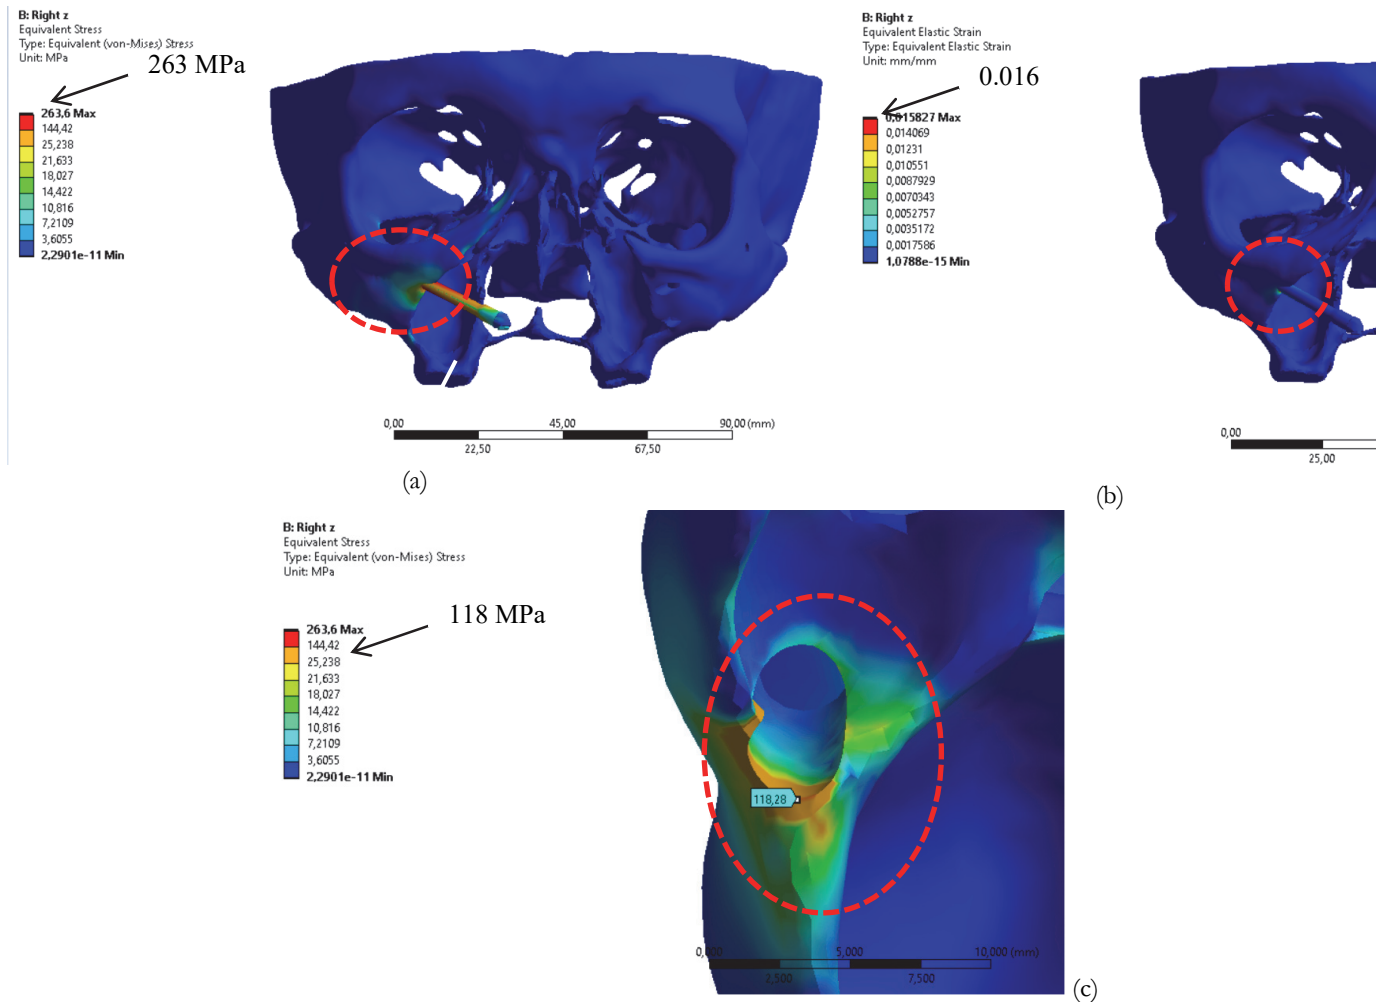 B: Right z
Equivalent Stress
Type: Equivalent (von-Mises) Stress
Unit: MPa
263 MPa
263,6 Max
144,42
25,238
21,633
18,027
14,422
10,816
7,2109
3,6055
2,2901e-11 Min
0,00
45,00
90,00 (mm)
22,50
67,50
(a)
B: Right z
Equivalent Elastic Strain
Type: Equivalent Elastic Strain
Unit: mm/mm
0.016
0,015827 Max
0,014069
0,01231
0,010551
0,0087929
0,0070343
0,0052757
0,0035172
0,0017586
1,0788e-15 Min
0,00
25,00
(b)
B: Right z
Equivalent Stress
Type: Equivalent (von-Mises) Stress
Unit: MPa
118 MPa
263,6 Max
144,42
25,238
21,633
18,027
14,422
10,816
7,2109
3,6055
2,2901e-11 Min
118,28
0,000
5,000
10,000 (mm)
2,500
7,500
(c)